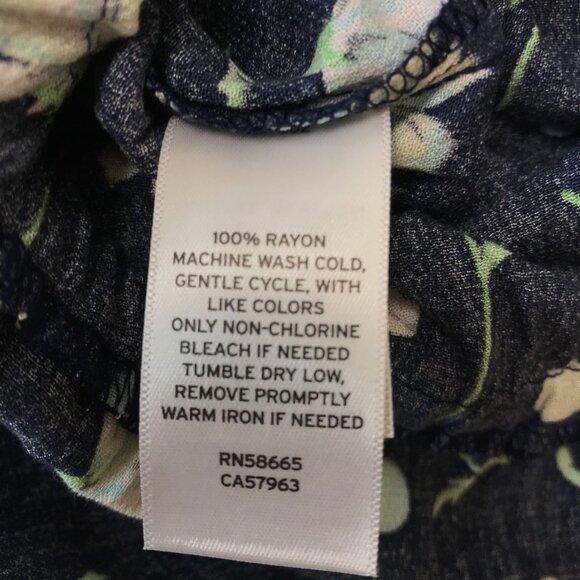 100% RAYON
MACHINE WASH COLD,
GENTLE CYCLE, WITH
LIKE COLORS
ONLY NON-CHLORINE
BLEACH IF NEEDED
TUMBLE DRY LOW,
REMOVE PROMPTLY
WARM IRON IF NEEDED
RN58665
CA57963